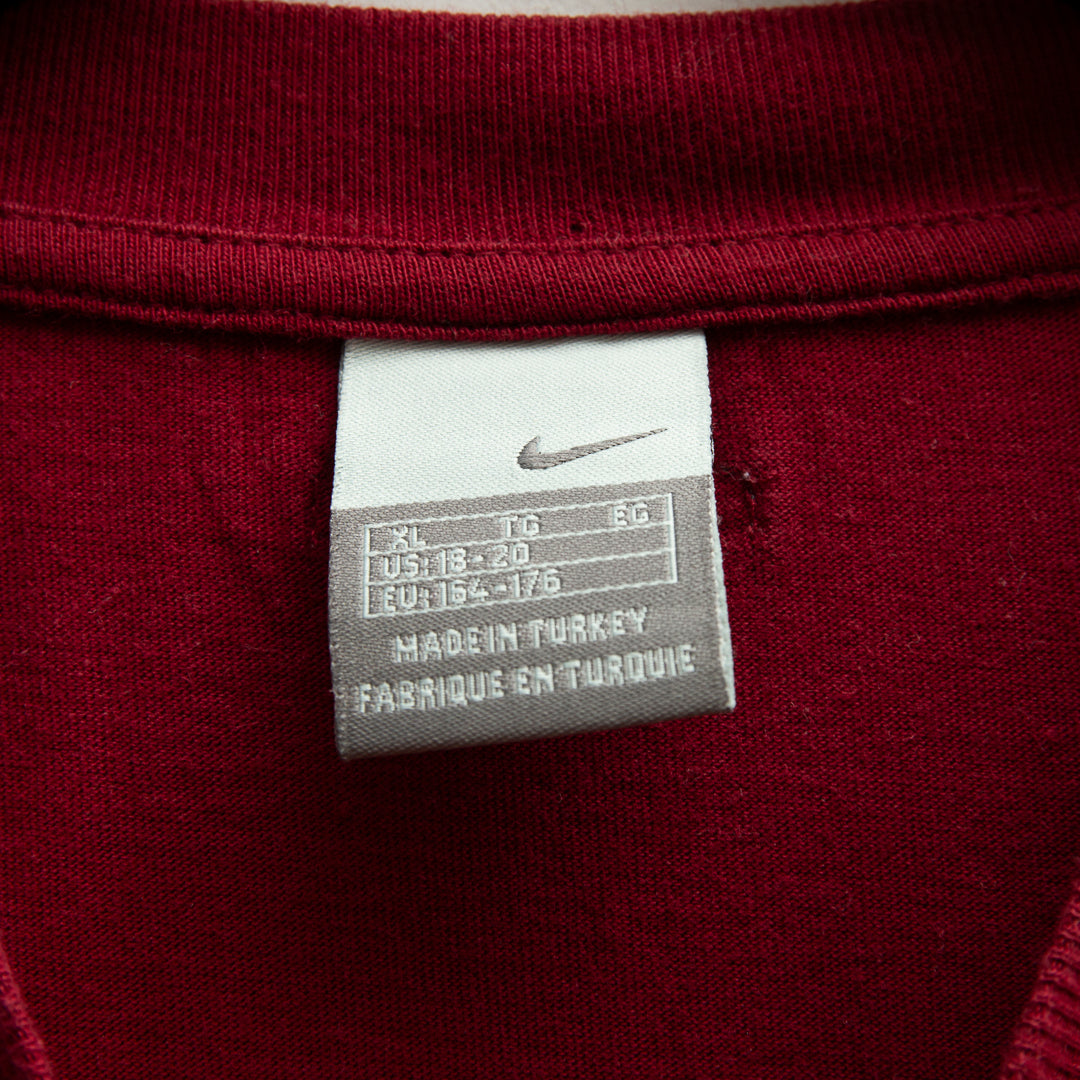 XL TG EG
US: 18 - 20
EU: 164 - 176
MADE IN TURKEY
FABRIQUE EN TURQUIE